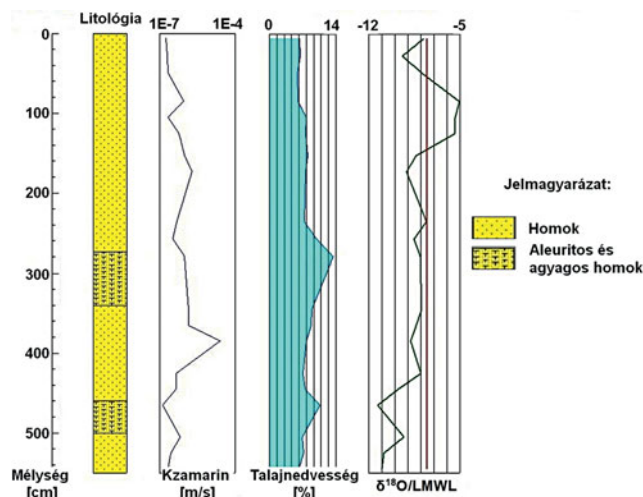 Litológia
1E-7 1E-4
0 14
-12 -5
0
100
200
300
400
500
Mélység
[cm]
Kzamarin
[m/s]
Talajnedvesség
[%]
δ¹⁸O/LMWL
Jelmagyarázat:
Homok
Aleuritos és
agyagos homok